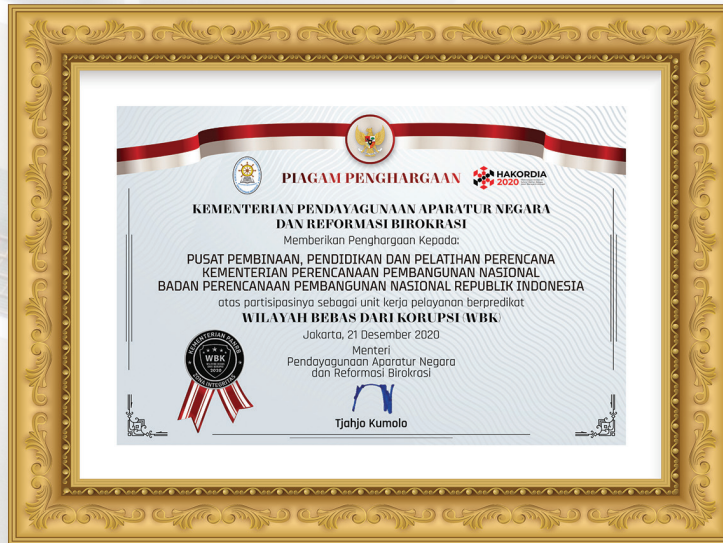 PIAGAM PENGHARGAAN
HAKORDIA
2020
KEMENTERIAN PENDAYAGUNAAN APARATUR NEGARA
DAN REFORMASI BIROKRASI
Memberikan Penghargaan Kepada:
PUSAT PEMBINAAN, PENDIDIKAN DAN PELATIHAN PERENCANA
KEMENTERIAN PERENCANAAN PEMBANGUNAN NASIONAL
BADAN PERENCANAAN PEMBANGUNAN NASIONAL REPUBLIK INDONESIA
atas partisipasinya sebagai unit kerja pelayanan berpredikat
WILAYAH BEBAS DARI KORUPSI (WBK)
Jakarta, 21 Desember 2020
Menteri
Pendayagunaan Aparatur Negara
dan Reformasi Birokrasi
Tjahjo Kumolo
KEMENTERIAN PANRB
WBK
2020
ZONA INTEGRITAS